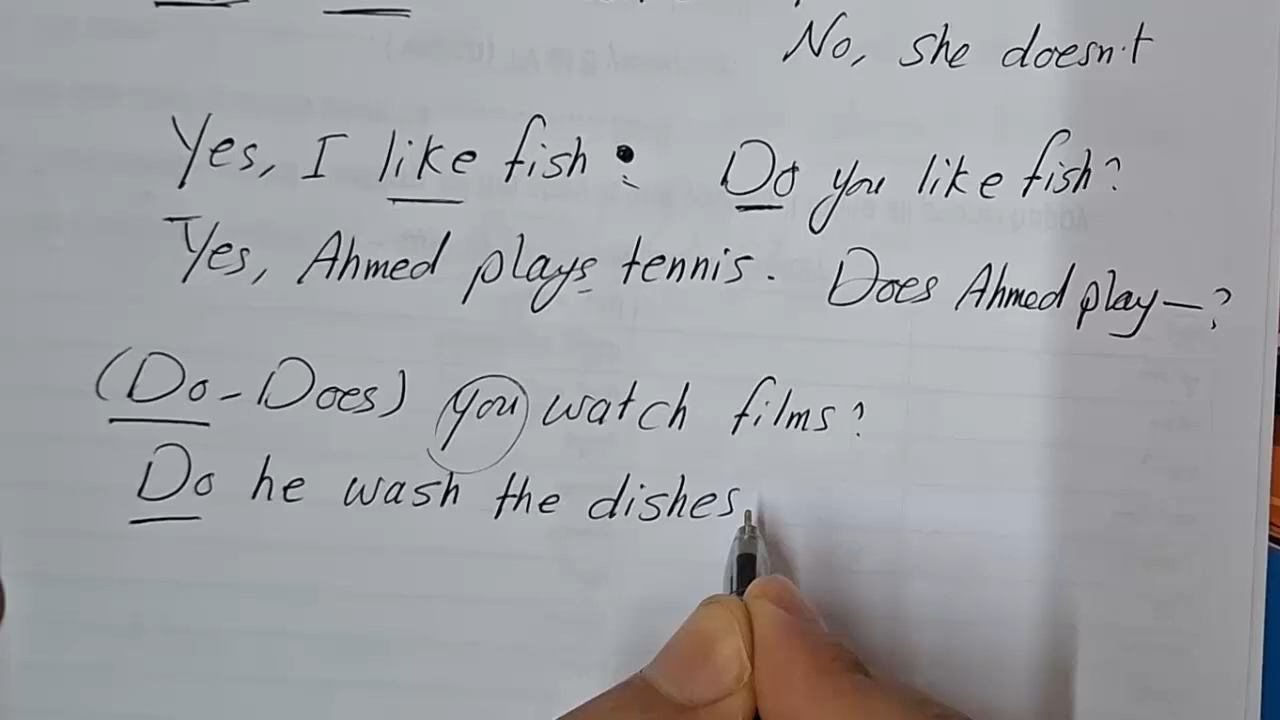 No, she doesn't
Yes, I like fish. Do you like fish?
Yes, Ahmed plays tennis. Does Ahmed play—?
(Do - Does) you watch films?
Do he wash the dishes